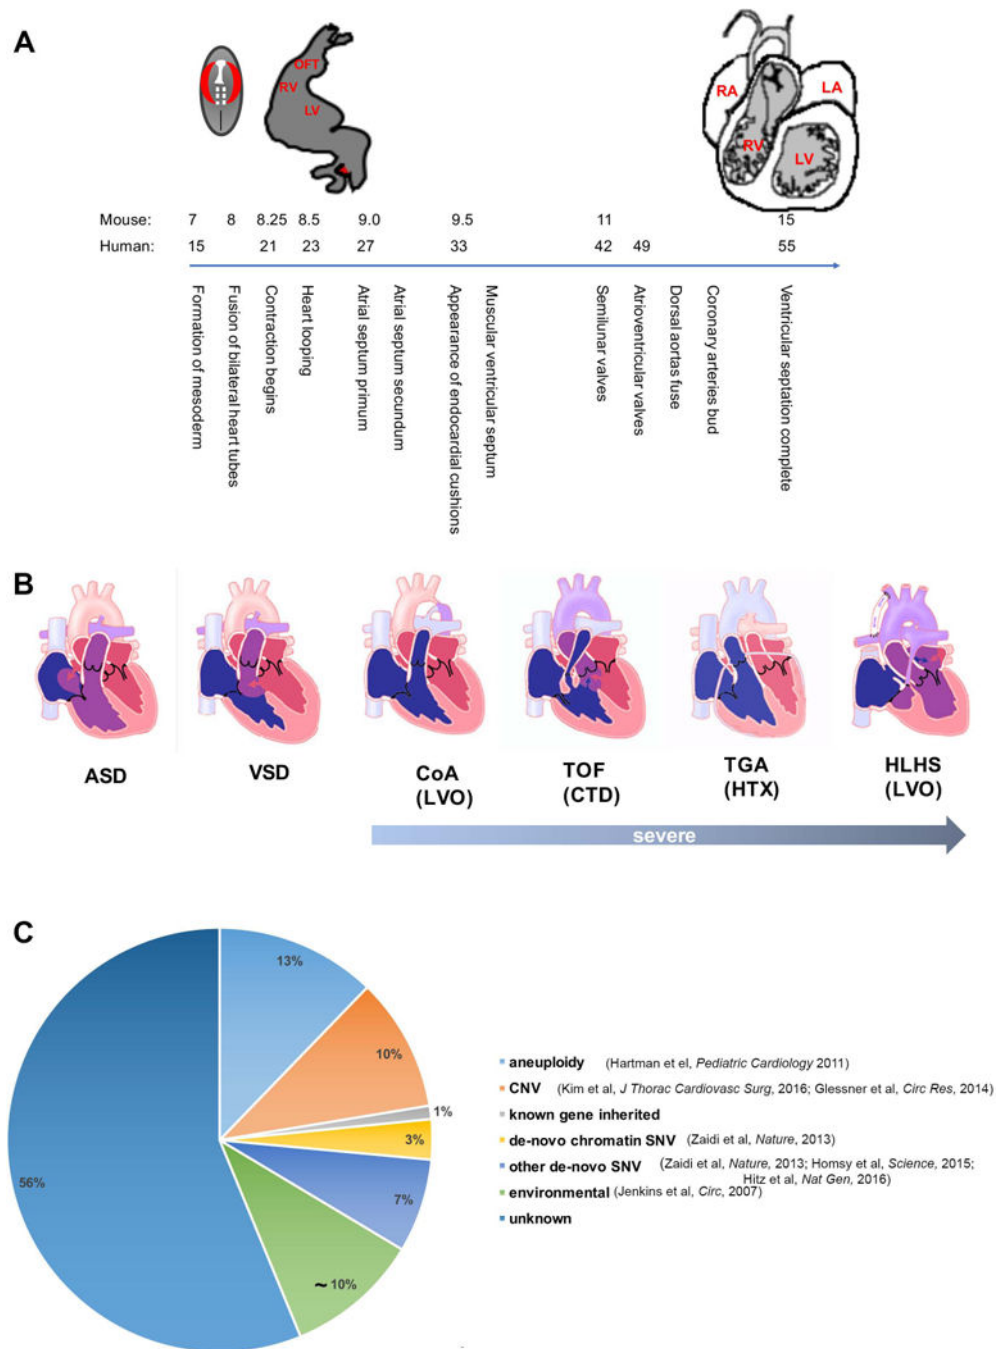 A
OFT
RV
LV
RA
LA
RV
LV
Mouse: 7 8 8.25 8.5 9.0 9.5 11 15
Human: 15 21 23 27 33 42 49 55
Formation of mesoderm
Fusion of bilateral heart tubes
Contraction begins
Heart looping
Atrial septum primum
Atrial septum secundum
Appearance of endocardial cushions
Muscular ventricular septum
Semilunar valves
Atrioventricular valves
Dorsal aortas fuse
Coronary arteries bud
Ventricular septation complete
B
ASD
VSD
CoA
(LVO)
TOF
(CTD)
TGA
(HTX)
HLHS
(LVO)
severe
C
13%
10%
1%
3%
7%
~10%
56%
aneuploidy (Hartman et el, Pediatric Cardiology 2011)
CNV (Kim et al, J Thorac Cardiovasc Surg, 2016; Glessner et al, Circ Res, 2014)
known gene inherited
de-novo chromatin SNV (Zaidi et al, Nature, 2013)
other de-novo SNV (Zaidi et al, Nature, 2013; Homsy et al, Science, 2015;
Hitz et al, Nat Gen, 2016)
environmental (Jenkins et al, Circ, 2007)
unknown